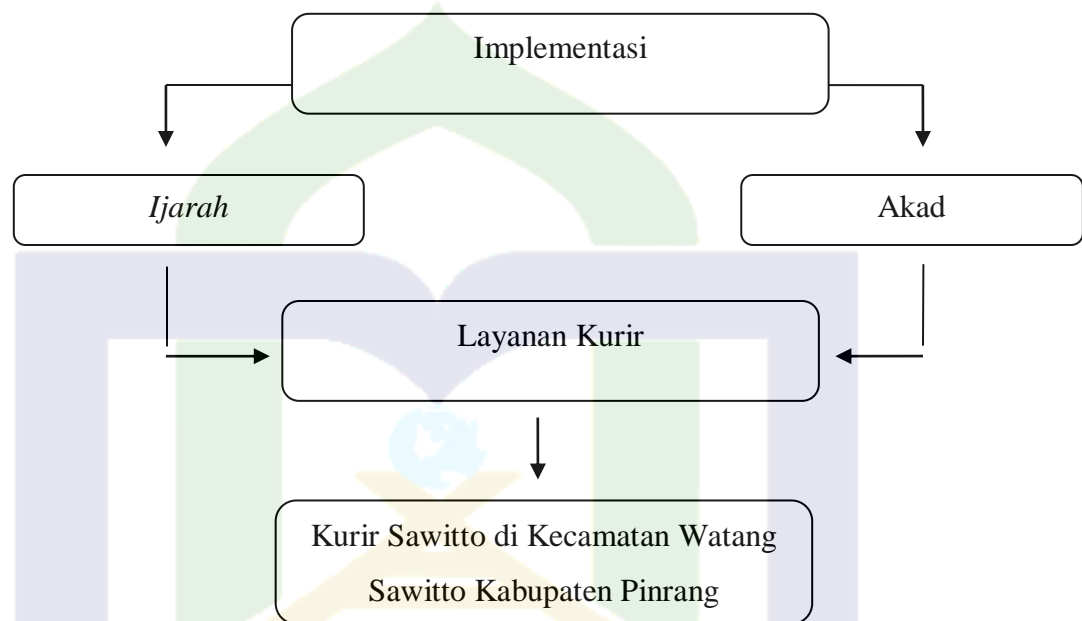 Implementasi
Ijarah
Akad
Layanan Kurir
Kurir Sawitto di Kecamatan Watang
Sawitto Kabupaten Pinrang